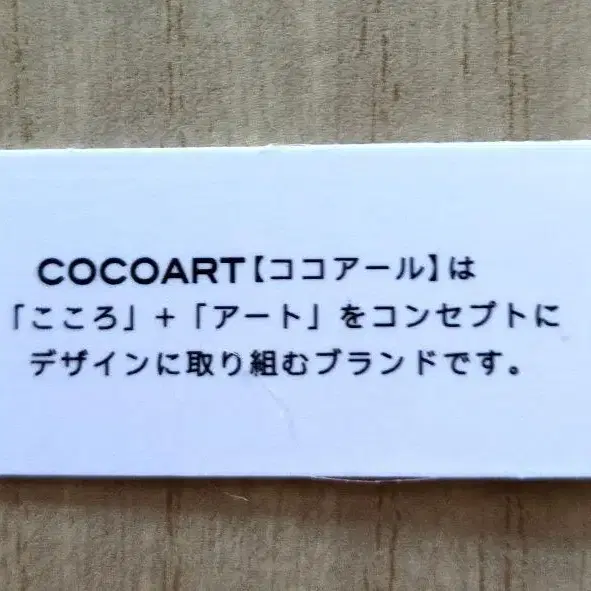 COCOART【ココアール】は
「こころ」+「アート」をコンセプトに
デザインに取り組むブランドです。